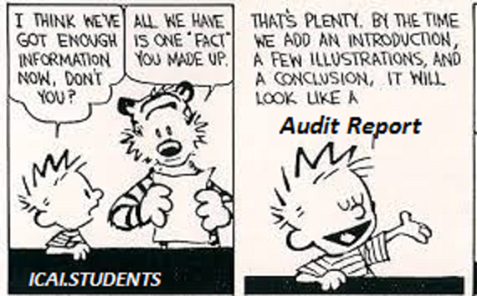 I THINK WE'VE
GOT ENOUGH
INFORMATION
NOW, DON'T
YOU?
ALL WE HAVE
IS ONE "FACT"
YOU MADE UP.
THAT'S PLENTY. BY THE TIME
WE ADD AN INTRODUCTION,
A FEW ILLUSTRATIONS, AND
A CONCLUSION, IT WILL
LOOK LIKE A
Audit Report
ICAI.STUDENTS